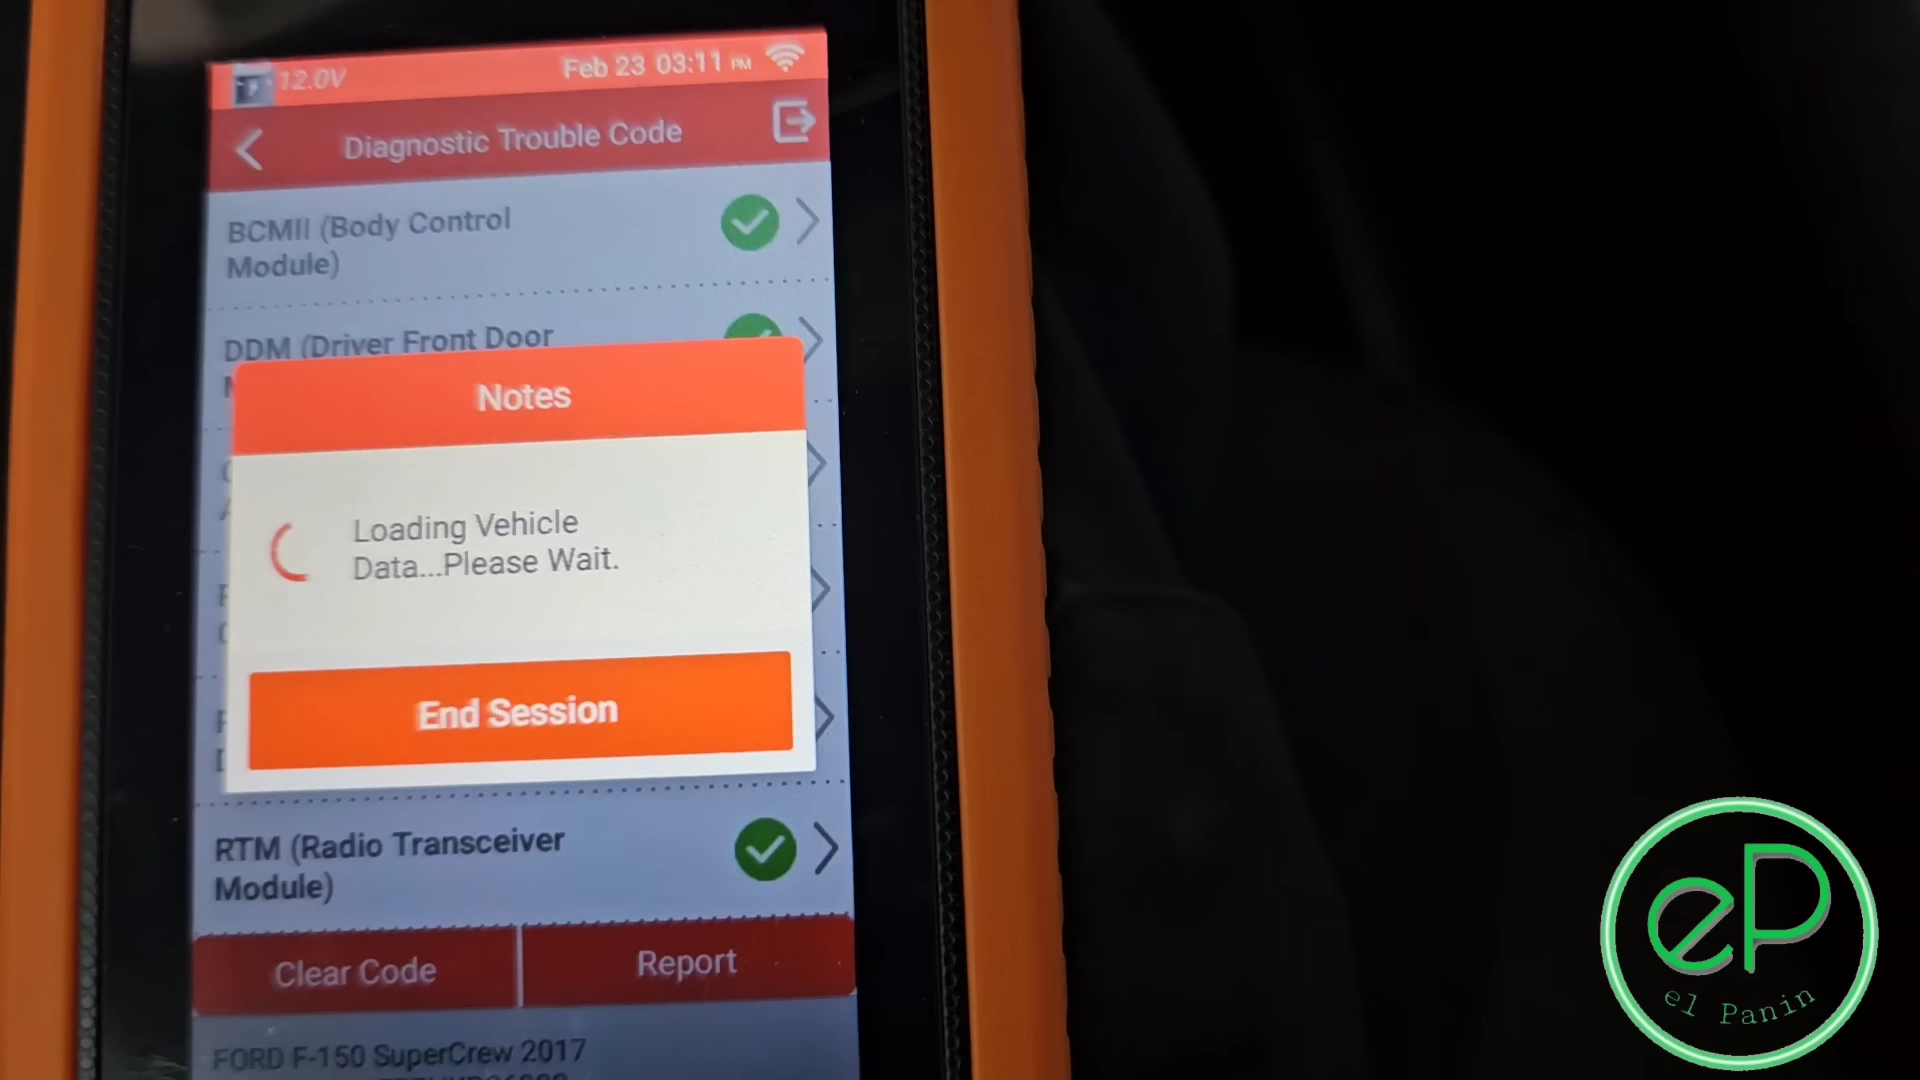 12.0V
Feb 23 03:11 PM
Diagnostic Trouble Code
BCMII (Body Control
Module)
DDM (Driver Front Door
Notes
Loading Vehicle
Data...Please Wait.
End Session
RTM (Radio Transceiver
Module)
Clear Code
Report
FORD F-150 SuperCrew 2017
eP
el Panin